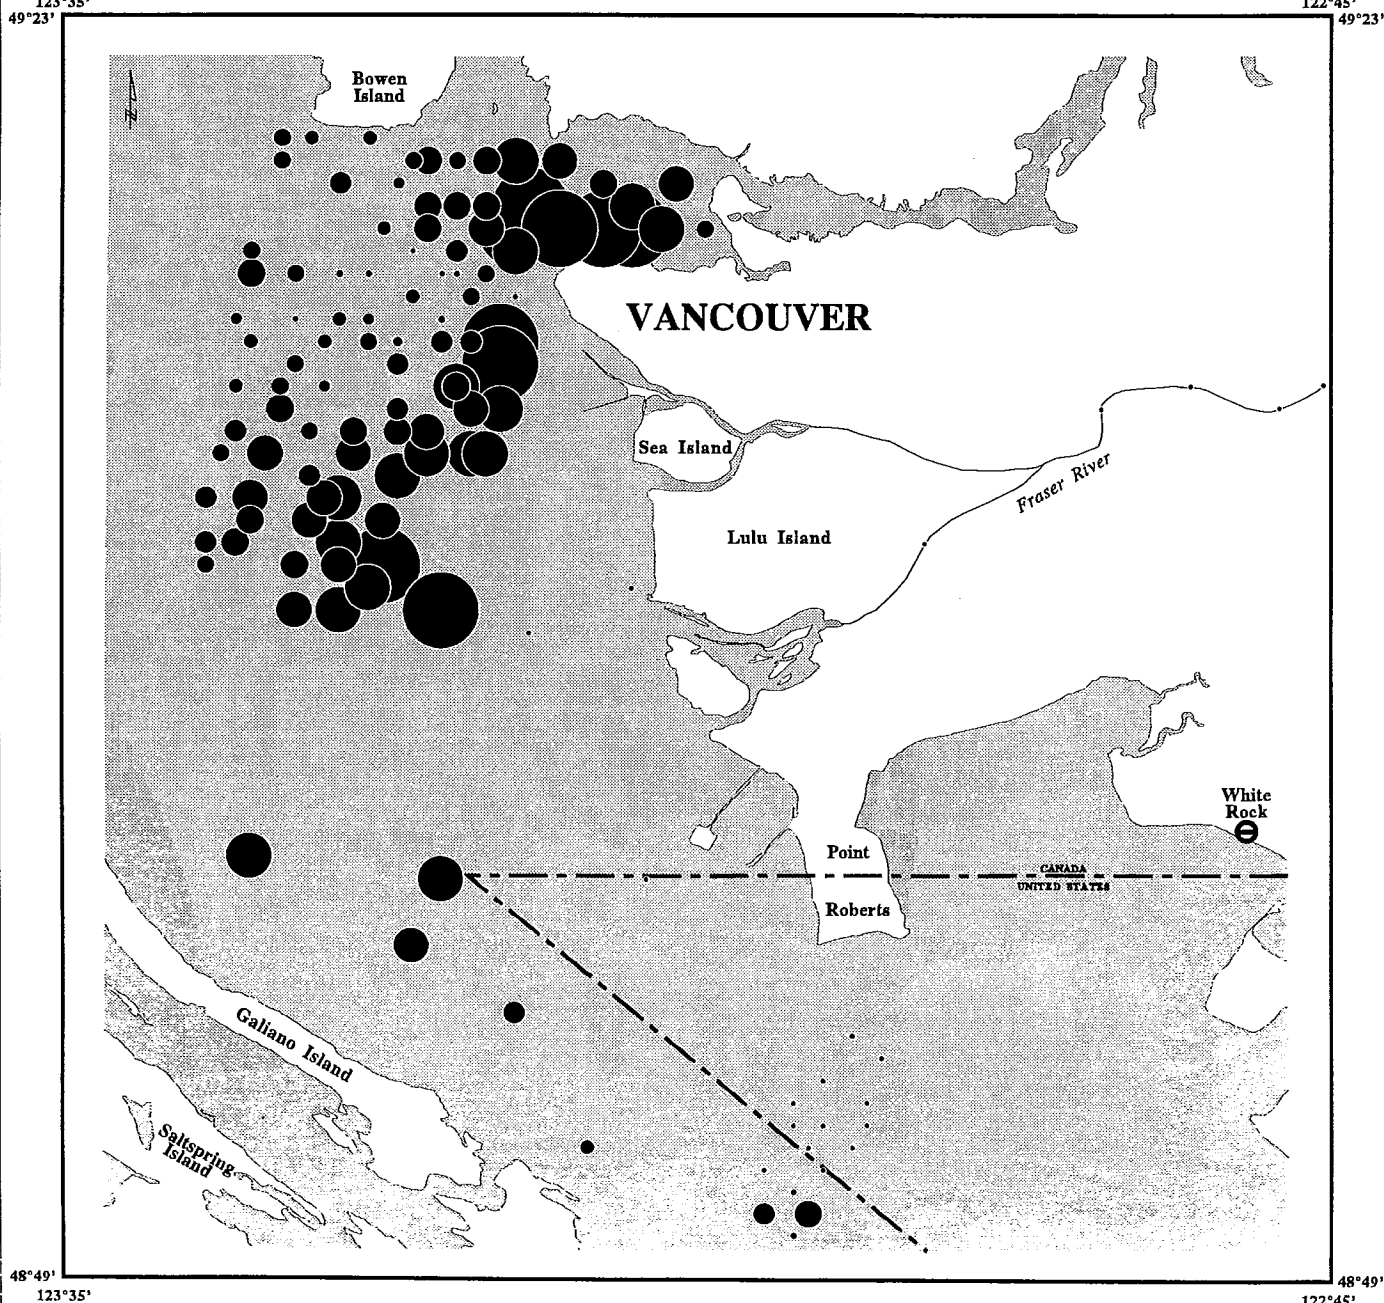 123°35'
122°45'
49°23'
49°23'
Bowen
Island
N
VANCOUVER
Sea Island
Fraser River
Lulu Island
White
Rock
Point
CANADA
UNITED STATES
Roberts
Galiano Island
Saltspring
Island
48°49'
48°49'
123°35'
122°45'